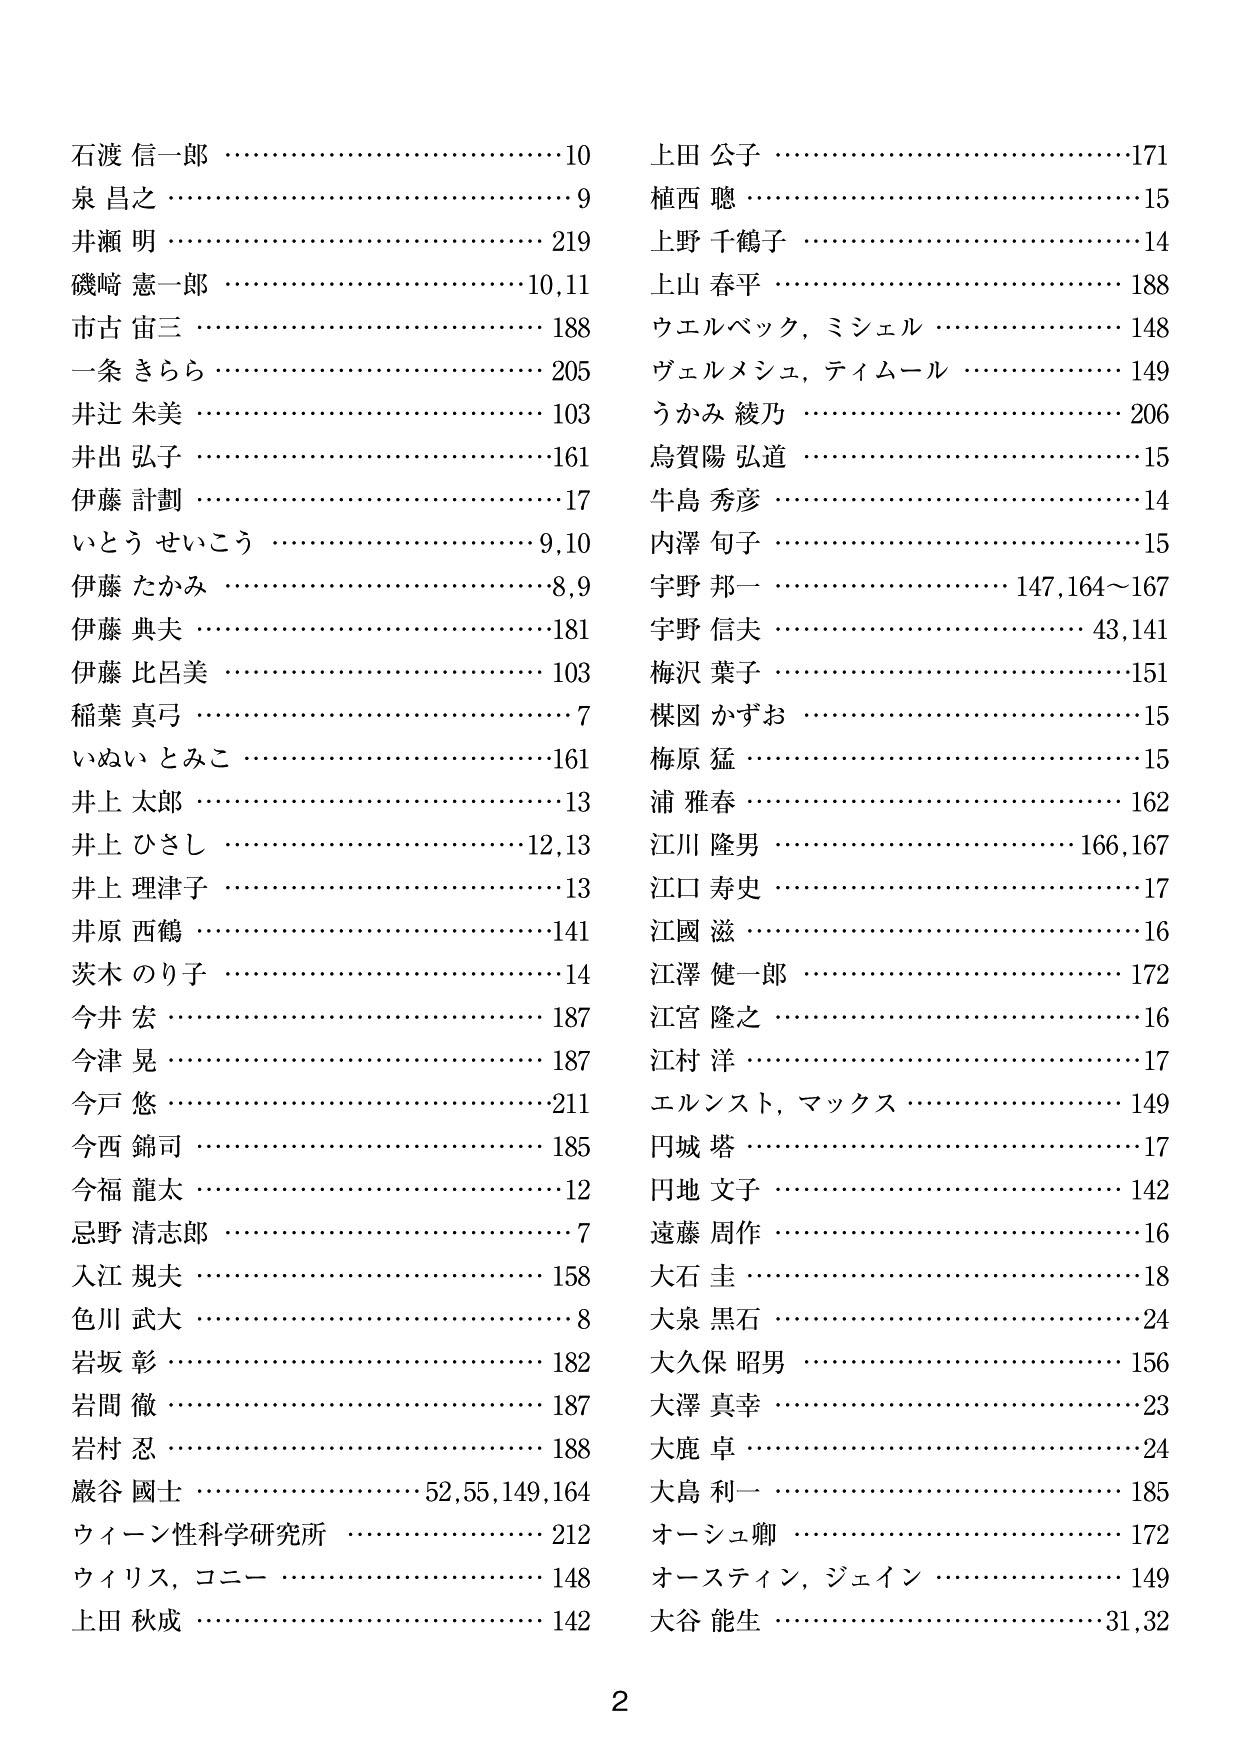 石渡 信一郎 …………………………………10
泉 昌之 ………………………………………9
井瀬 明 …………………………………… 219
磯﨑 憲一郎 ……………………………10,11
市古 宙三 ………………………………… 188
一条 きらら ……………………………… 205
井辻 朱美 ………………………………… 103
井出 弘子 …………………………………161
伊藤 計劃 ……………………………………17
いとう せいこう …………………………9,10
伊藤 たかみ ………………………………8,9
伊藤 典夫 …………………………………181
伊藤 比呂美 ……………………………… 103
稲葉 真弓 ……………………………………7
いぬい とみこ ……………………………161
井上 太郎 ……………………………………13
井上 ひさし ……………………………12,13
井上 理津子 …………………………………13
井原 西鶴 …………………………………141
茨木 のり子 …………………………………14
今井 宏 …………………………………… 187
今津 晃 …………………………………… 187
今戸 悠 ……………………………………211
今西 錦司 ………………………………… 185
今福 龍太 ……………………………………12
忌野 清志郎 …………………………………7
入江 規夫 ………………………………… 158
色川 武大 ……………………………………8
岩坂 彰 …………………………………… 182
岩間 徹 …………………………………… 187
岩村 忍 …………………………………… 188
巖谷 國士 ……………………52,55,149,164
ウィーン性科学研究所 ………………… 212
ウィリス, コニー ……………………… 148
上田 秋成 ………………………………… 142
上田 公子 …………………………………171
植西 聰 ………………………………………15
上野 千鶴子 …………………………………14
上山 春平 ………………………………… 188
ウエルベック, ミシェル ……………… 148
ヴェルメシュ, ティムール …………… 149
うかみ 綾乃 ……………………………… 206
烏賀陽 弘道 …………………………………15
牛島 秀彦 ……………………………………14
内澤 旬子 ……………………………………15
宇野 邦一 …………………… 147,164〜167
宇野 信夫 …………………………… 43,141
梅沢 葉子 …………………………………151
楳図 かずお …………………………………15
梅原 猛 ………………………………………15
浦 雅春 …………………………………… 162
江川 隆男 ……………………………166,167
江口 寿史 ……………………………………17
江國 滋 ………………………………………16
江澤 健一郎 ……………………………… 172
江宮 隆之 ……………………………………16
江村 洋 ………………………………………17
エルンスト, マックス ………………… 149
円城 塔 ………………………………………17
円地 文子 ………………………………… 142
遠藤 周作 ……………………………………16
大石 圭 ………………………………………18
大泉 黒石 ……………………………………24
大久保 昭男 ……………………………… 156
大澤 真幸 ……………………………………23
大鹿 卓 ………………………………………24
大島 利一 ………………………………… 185
オーシュ卿 ……………………………… 172
オースティン, ジェイン ……………… 149
大谷 能生 ………………………………31,32
2